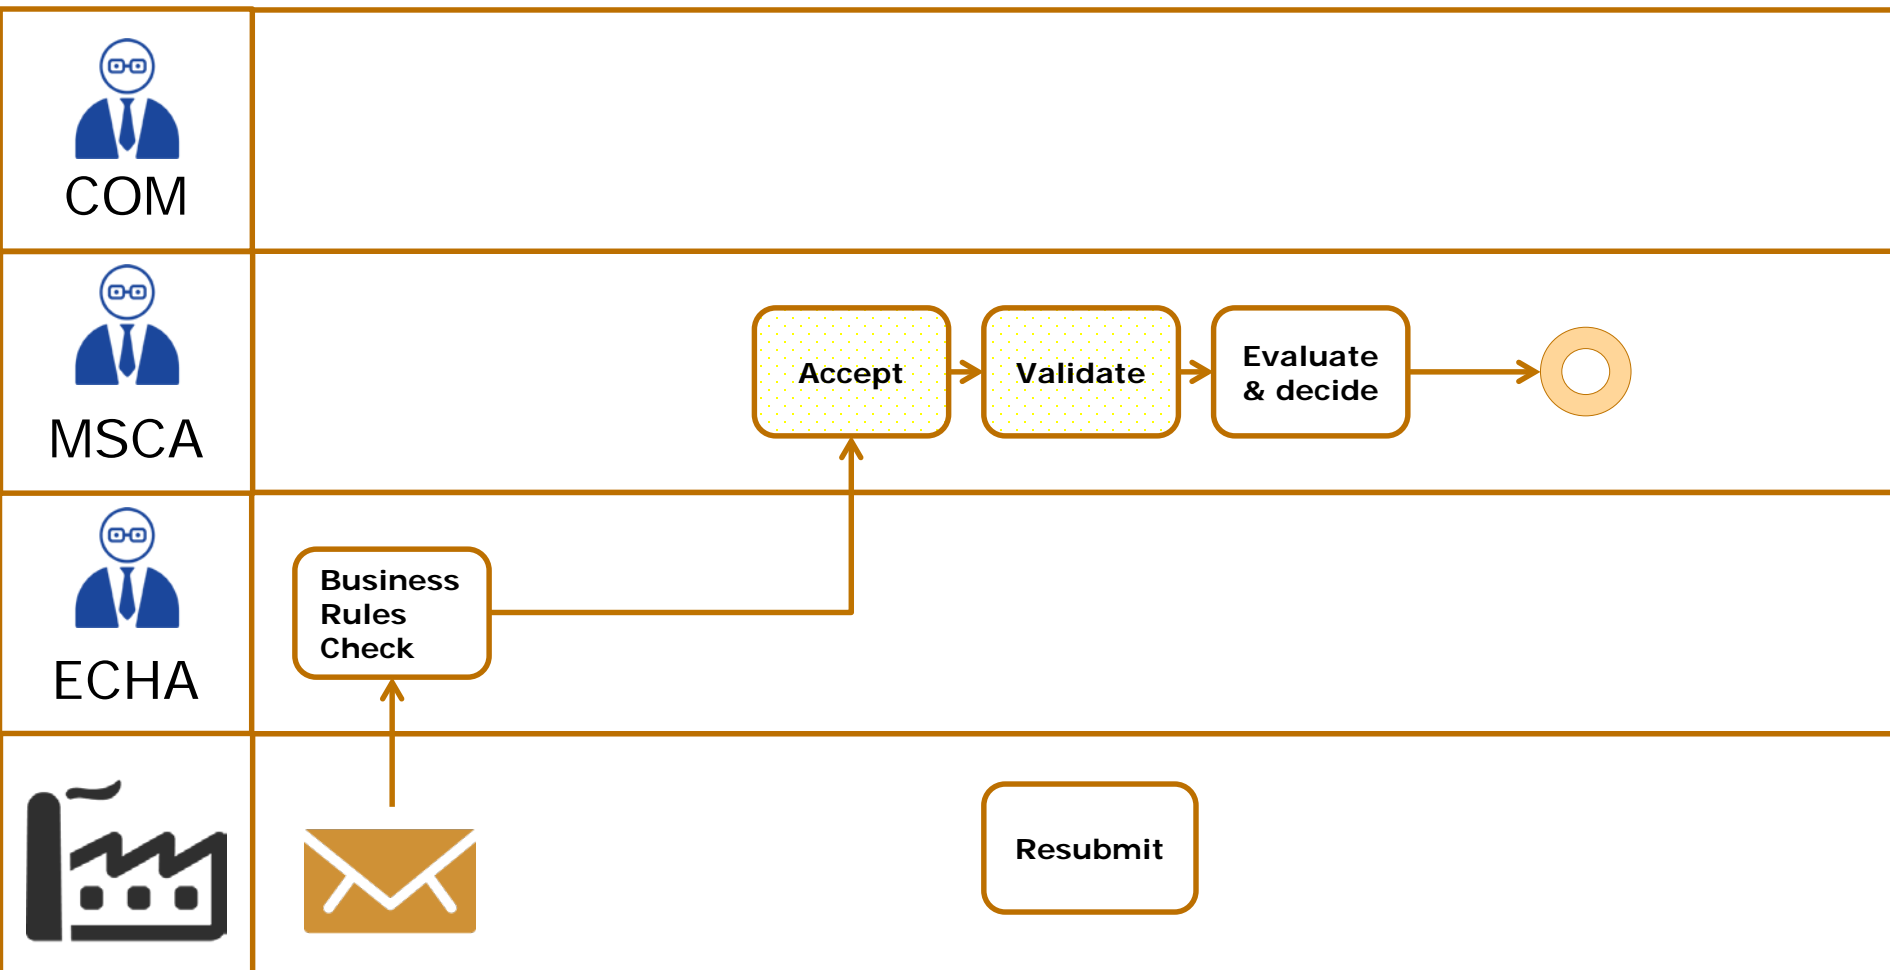 COM
MSCA
Accept
Validate
Evaluate
& decide
ECHA
Business
Rules
Check
Resubmit